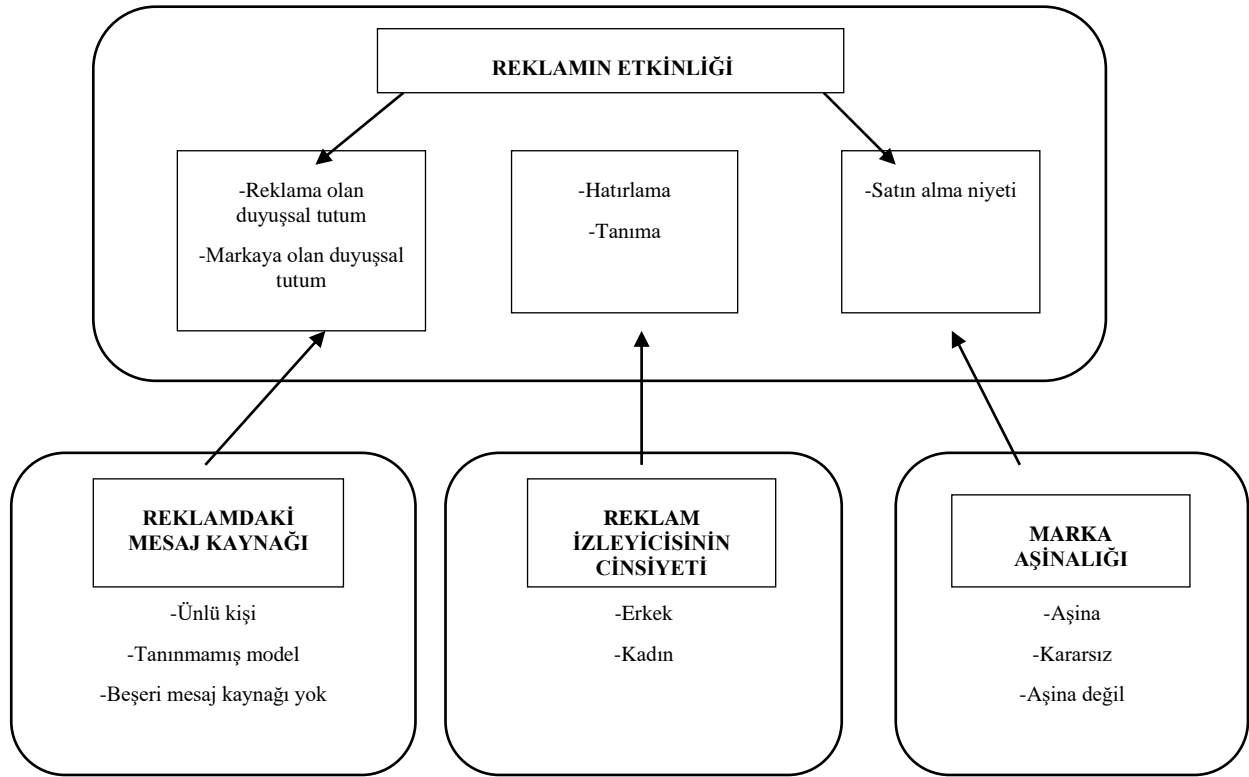 REKLAMIN ETKİNLİĞİ
-Reklama olan
duyuşsal tutum
-Markaya olan duyuşsal
tutum
-Hatırlama
-Tanıma
-Satın alma niyeti
REKLAMDAKİ
MESAJ KAYNAĞI
-Ünlü kişi
-Tanınmamış model
-Beşeri mesaj kaynağı yok
REKLAM
İZLEYİCİSİNİN
CİNSİYETİ
-Erkek
-Kadın
MARKA
AŞİNALIĞI
-Aşina
-Kararsız
-Aşina değil